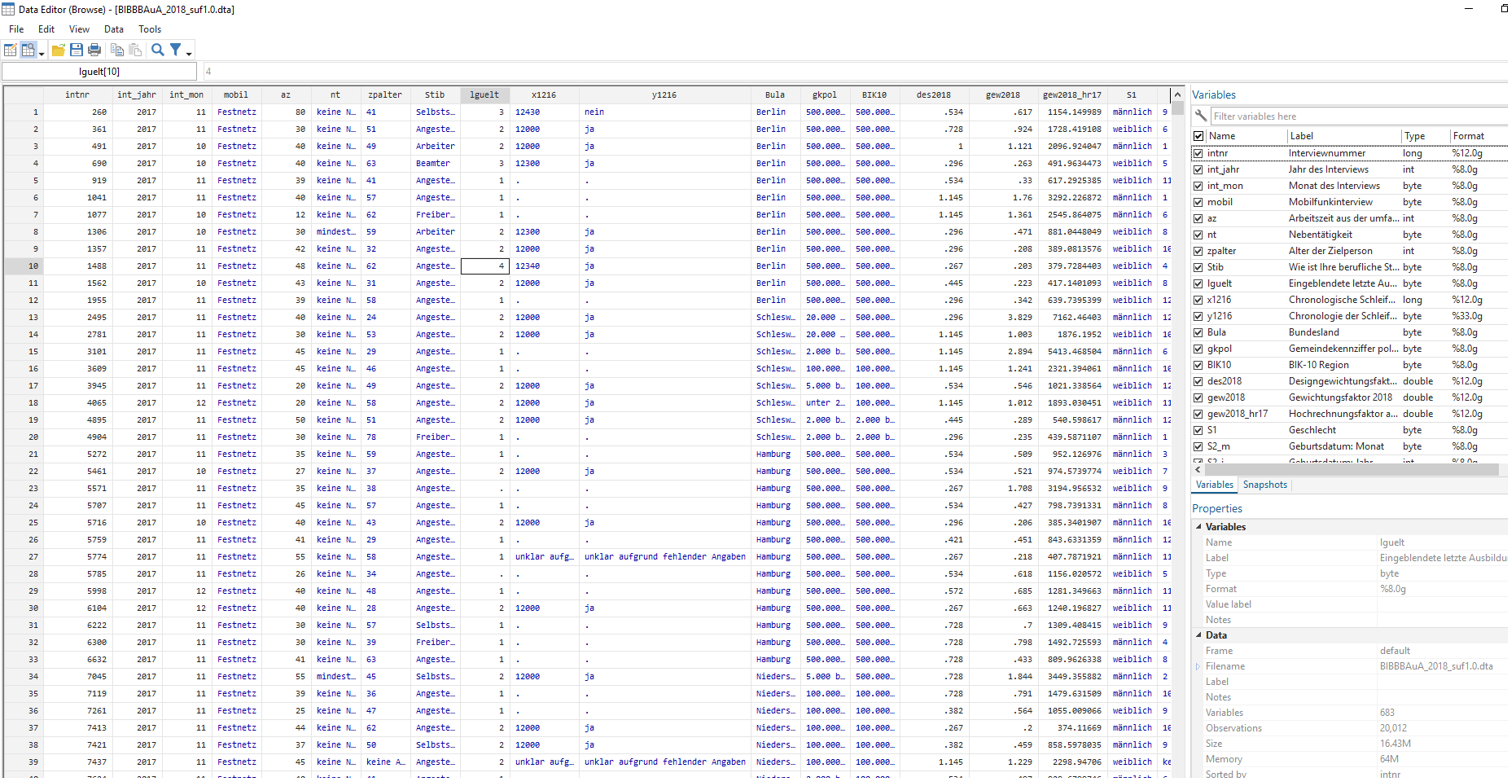 Data Editor (Browse) - [BIBBBAuA_2018_suf1.0.dta]
File Edit View Data Tools
lguelt[10] 4
intnr int_jahr int_mon mobil az nt zpalter Stib lguelt x1216 y1216 Bula gkpol BIK10 des2018 gew2018 gew2018_hr17 S1
1 260 2017 11 Festnetz 80 keine N… 41 Selbsts… 3 12430 nein Berlin 500.000… 500.000… .534 .617 1154.149989 männlich 9
2 361 2017 11 Festnetz 30 keine N… 51 Angeste… 2 12000 ja Berlin 500.000… 500.000… .728 .924 1728.419108 weiblich 6
3 491 2017 10 Festnetz 40 keine N… 49 Arbeiter 2 12000 ja Berlin 500.000… 500.000… 1 1.121 2096.924047 männlich 1
4 690 2017 10 Festnetz 40 keine N… 63 Beamter 3 12300 ja Berlin 500.000… 500.000… .296 .263 491.9634473 weiblich 5
5 919 2017 11 Festnetz 39 keine N… 41 Angeste… 1 . . Berlin 500.000… 500.000… .534 .33 617.2925385 männlich 11
6 1041 2017 11 Festnetz 40 keine N… 57 Angeste… 1 . . Berlin 500.000… 500.000… 1.145 1.76 3292.226872 männlich 1
7 1077 2017 10 Festnetz 12 keine N… 62 Freiber… 1 . . Berlin 500.000… 500.000… 1.145 1.361 2545.864075 männlich 6
8 1306 2017 10 Festnetz 30 mindest… 59 Arbeiter 2 12300 ja Berlin 500.000… 500.000… .296 .471 881.0448049 weiblich 8
9 1357 2017 11 Festnetz 42 keine N… 32 Angeste… 2 12000 ja Berlin 500.000… 500.000… .296 .208 389.0813576 weiblich 10
10 1488 2017 11 Festnetz 48 keine N… 62 Angeste… 4 12340 ja Berlin 500.000… 500.000… .267 .203 379.7284403 männlich 4
11 1562 2017 10 Festnetz 43 keine N… 31 Angeste… 2 12000 ja Berlin 500.000… 500.000… .445 .223 417.1401093 weiblich 8
12 1955 2017 11 Festnetz 39 keine N… 58 Angeste… 1 . . Berlin 500.000… 500.000… .296 .342 639.7395399 weiblich 12
13 2495 2017 11 Festnetz 40 keine N… 24 Angeste… 2 12000 ja Schlesw… 20.000 … 500.000… .296 3.829 7162.46403 männlich 12
14 2781 2017 11 Festnetz 30 keine N… 53 Angeste… 2 12000 ja Schlesw… 20.000 … 500.000… 1.145 1.003 1876.1952 weiblich 10
15 3101 2017 11 Festnetz 45 keine N… 29 Angeste… 1 . . Schlesw… 2.000 b… 500.000… 1.145 2.894 5413.468504 männlich 6
16 3609 2017 11 Festnetz 45 keine N… 46 Angeste… 1 . . Schlesw… 100.000… 100.000… 1.145 1.241 2321.394061 männlich 10
17 3945 2017 11 Festnetz 20 keine N… 49 Angeste… 2 12000 ja Schlesw… 5.000 b… 500.000… .534 .546 1021.338564 weiblich 12
18 4065 2017 12 Festnetz 20 keine N… 58 Angeste… 2 12000 ja Schlesw… unter 2… 100.000… 1.145 1.012 1893.030451 weiblich 11
19 4895 2017 11 Festnetz 50 keine N… 51 Angeste… 2 12000 ja Schlesw… 2.000 b… 2.000 b… .445 .289 540.598617 männlich 12
20 4904 2017 11 Festnetz 30 keine N… 78 Freiber… 1 . . Schlesw… 2.000 b… 2.000 b… .296 .235 439.5871107 männlich 1
21 5272 2017 11 Festnetz 35 keine N… 59 Angeste… 1 . . Hamburg 500.000… 500.000… .534 .509 952.126976 männlich 3
22 5461 2017 10 Festnetz 27 keine N… 37 Angeste… 2 12000 ja Hamburg 500.000… 500.000… .534 .521 974.5739774 weiblich 7
23 5571 2017 11 Festnetz 35 keine N… 38 Angeste… . . . Hamburg 500.000… 500.000… .267 1.708 3194.956532 weiblich 9
24 5707 2017 11 Festnetz 45 keine N… 57 Angeste… 1 . . Hamburg 500.000… 500.000… .534 .427 798.7391331 männlich 8
25 5716 2017 10 Festnetz 40 keine N… 43 Angeste… 2 12000 ja Hamburg 500.000… 500.000… .296 .206 385.3401907 männlich 10
26 5759 2017 11 Festnetz 41 keine N… 29 Angeste… 1 . . Hamburg 500.000… 500.000… .421 .451 843.6331359 männlich 12
27 5774 2017 11 Festnetz 55 keine N… 58 Angeste… 1 unklar aufg… unklar aufgrund fehlender Angaben Hamburg 500.000… 500.000… .267 .218 407.7871921 männlich 11
28 5785 2017 11 Festnetz 26 keine N… 34 Angeste… . . . Hamburg 500.000… 500.000… .534 .618 1156.020572 weiblich 5
29 5998 2017 12 Festnetz 40 keine N… 48 Angeste… 1 . . Hamburg 500.000… 500.000… .572 .685 1281.349663 männlich 11
30 6104 2017 12 Festnetz 40 keine N… 28 Angeste… 2 12000 ja Hamburg 500.000… 500.000… .267 .663 1240.196827 weiblich 11
31 6222 2017 11 Festnetz 30 keine N… 57 Selbsts… 1 . . Hamburg 500.000… 500.000… .728 .7 1309.408415 weiblich 9
32 6300 2017 11 Festnetz 30 keine N… 39 Freiber… 1 . . Hamburg 500.000… 500.000… .728 .798 1492.725593 männlich 4
33 6632 2017 11 Festnetz 41 keine N… 63 Angeste… 1 . . Hamburg 500.000… 500.000… .728 .433 809.9626338 weiblich 8
34 7045 2017 11 Festnetz 55 mindest… 45 Selbsts… 2 12000 ja Nieders… 5.000 b… 500.000… .728 1.844 3449.355882 männlich 2
35 7119 2017 11 Festnetz 39 keine N… 36 Angeste… 1 . . Nieders… 100.000… 500.000… .728 .791 1479.631509 männlich 10
36 7261 2017 11 Festnetz 25 keine N… 47 Angeste… 1 . . Nieders… 100.000… 500.000… .382 .564 1055.009066 weiblich 9
37 7413 2017 11 Festnetz 44 keine N… 62 Angeste… 2 12000 ja Nieders… 100.000… 500.000… .267 .2 374.11669 männlich 10
38 7421 2017 11 Festnetz 37 keine N… 50 Selbsts… 2 12000 ja Nieders… 100.000… 500.000… .382 .459 858.5978035 männlich 9
39 7437 2017 11 Festnetz 45 keine N… keine A… Angeste… 2 unklar aufg… unklar aufgrund fehlender Angaben Nieders… 100.000… 500.000… 1.145 1.229 2298.94706 weiblich ke
Variables
Filter variables here
Name Label Type Format
intnr Interviewnummer long %12.0g
int_jahr Jahr des Interviews int %8.0g
int_mon Monat des Interviews byte %8.0g
mobil Mobilfunkinterview byte %8.0g
az Arbeitszeit aus der umfa... int %8.0g
nt Nebentätigkeit byte %8.0g
zpalter Alter der Zielperson int %8.0g
Stib Wie ist Ihre berufliche St... byte %8.0g
lguelt Eingeblendete letzte Au... byte %8.0g
x1216 Chronologische Schleif... long %12.0g
y1216 Chronologie der Schleif... byte %33.0g
Bula Bundesland byte %8.0g
gkpol Gemeindekennziffer pol... byte %8.0g
BIK10 BIK-10 Region byte %8.0g
des2018 Designgewichtungsfakt... double %12.0g
gew2018 Gewichtungsfaktor 2018 double %12.0g
gew2018_hr17 Hochrechnungsfaktor a... double %12.0g
S1 Geschlecht byte %8.0g
S2_m Geburtsdatum: Monat byte %8.0g
Variables Snapshots
Properties
Variables
Name lguelt
Label Eingeblendete letzte Ausbildu
Type byte
Format %8.0g
Value label
Notes
Data
Frame default
Filename BIBBBAuA_2018_suf1.0.dta
Label
Notes
Variables 683
Observations 20,012
Size 16.43M
Memory 64M
Sorted by intnr